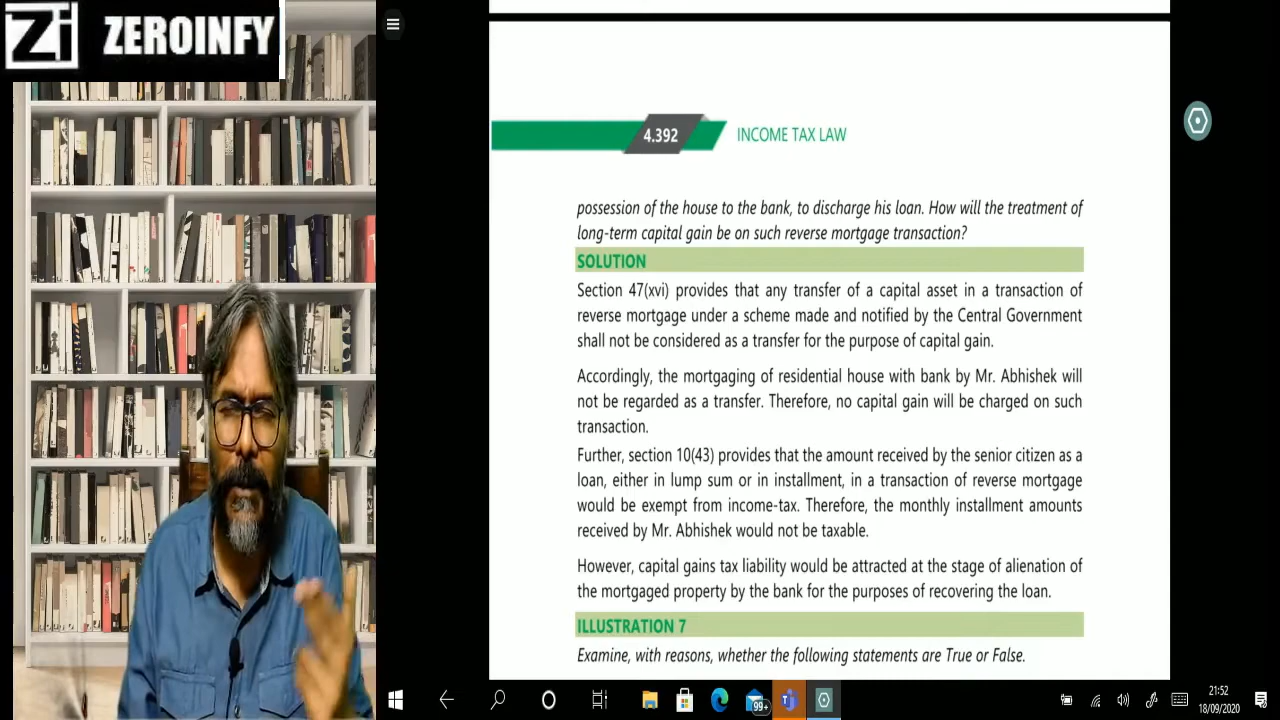 Zi ZEROINFY
4.392 INCOME TAX LAW
possession of the house to the bank, to discharge his loan. How will the treatment of
long-term capital gain be on such reverse mortgage transaction?
SOLUTION
Section 47(xvi) provides that any transfer of a capital asset in a transaction of
reverse mortgage under a scheme made and notified by the Central Government
shall not be considered as a transfer for the purpose of capital gain.
Accordingly, the mortgaging of residential house with bank by Mr. Abhishek will
not be regarded as a transfer. Therefore, no capital gain will be charged on such
transaction.
Further, section 10(43) provides that the amount received by the senior citizen as a
loan, either in lump sum or in installment, in a transaction of reverse mortgage
would be exempt from income-tax. Therefore, the monthly installment amounts
received by Mr. Abhishek would not be taxable.
However, capital gains tax liability would be attracted at the stage of alienation of
the mortgaged property by the bank for the purposes of recovering the loan.
ILLUSTRATION 7
Examine, with reasons, whether the following statements are True or False.
99+
21:52
18/09/2020